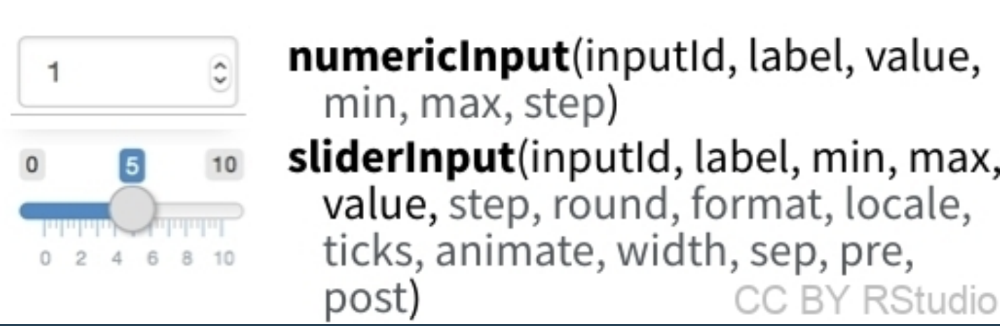 1
numericInput(inputId, label, value,
min, max, step)
0 5 10
0 2 4 6 8 10
sliderInput(inputId, label, min, max,
value, step, round, format, locale,
ticks, animate, width, sep, pre,
post)
CC BY RStudio